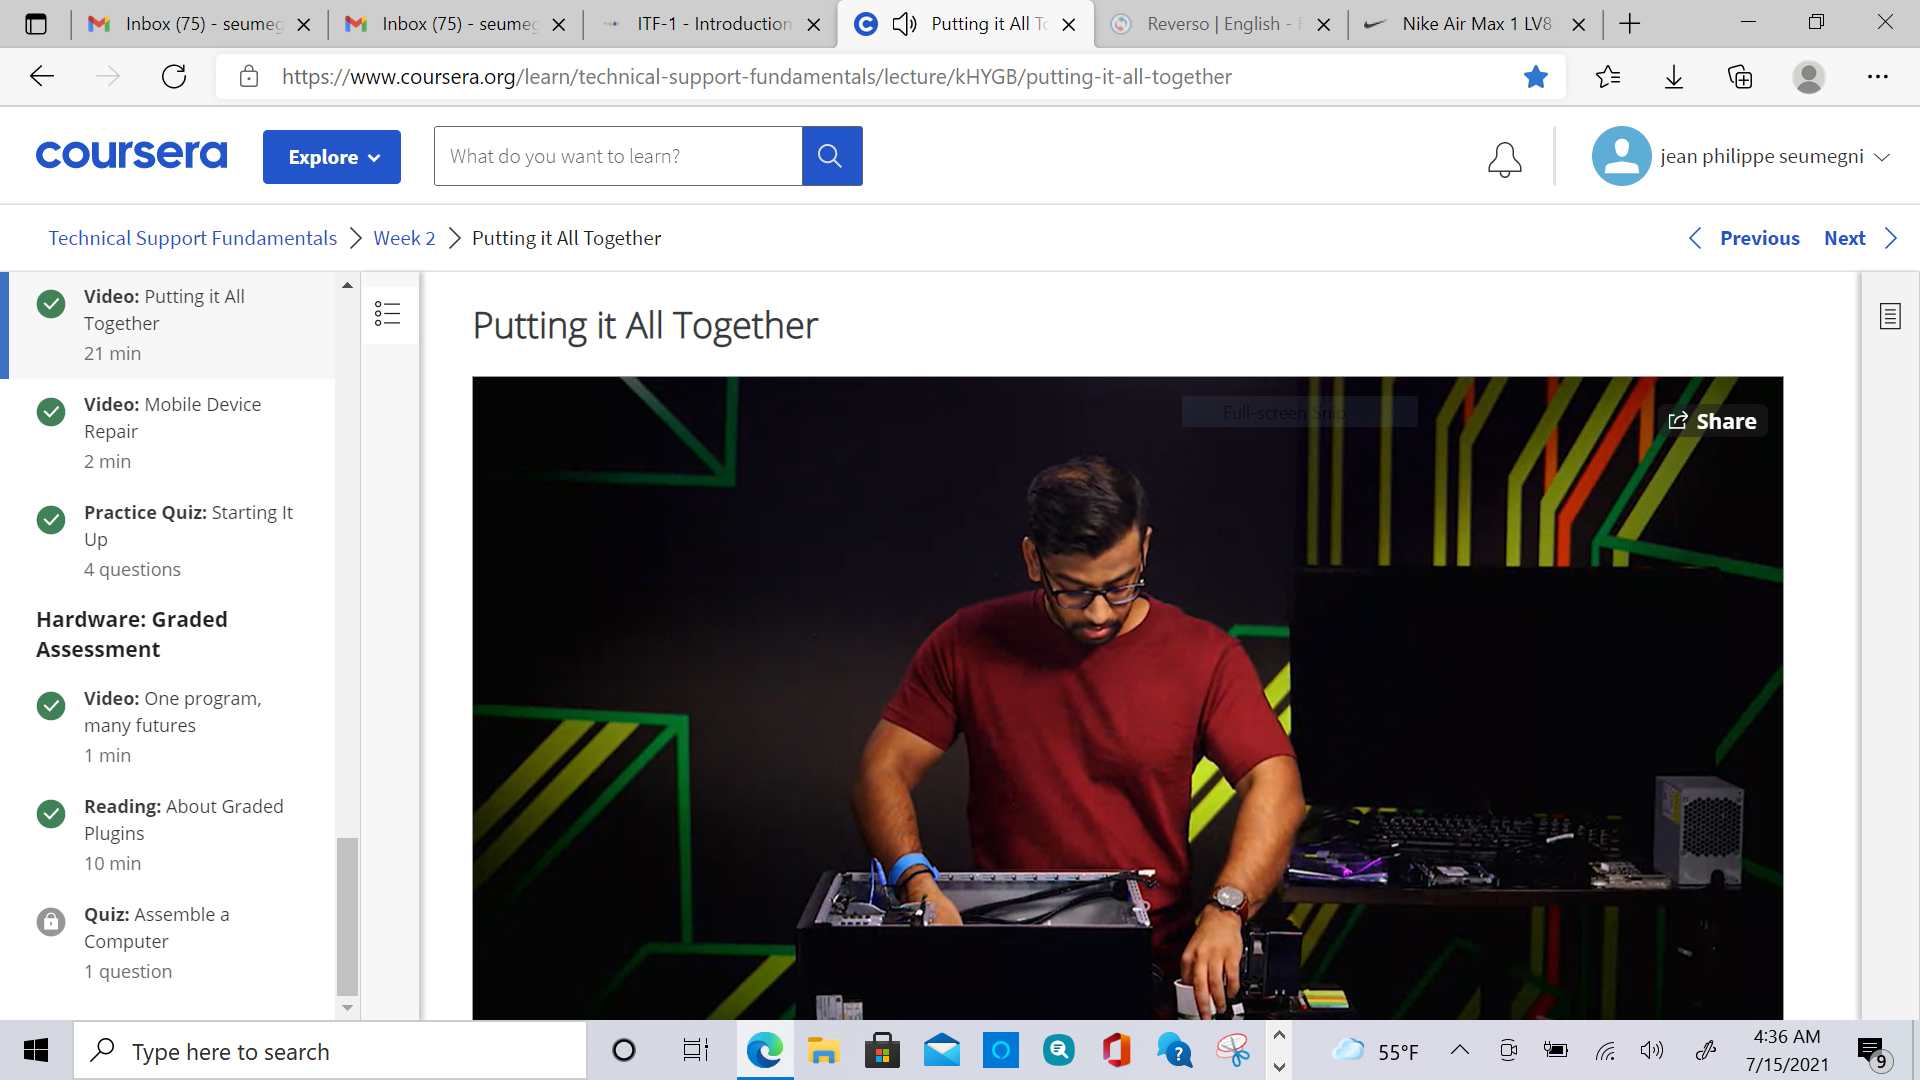 Inbox (75) - seumeg
Inbox (75) - seumeg
ITF-1 - Introduction
Putting it All To
Reverso | English - F
Nike Air Max 1 LV8
https://www.coursera.org/learn/technical-support-fundamentals/lecture/kHYGB/putting-it-all-together
coursera
Explore
What do you want to learn?
jean philippe seumegni
Technical Support Fundamentals
Week 2
Putting it All Together
Previous
Next
Video: Putting it All
Together
21 min
Video: Mobile Device
Repair
2 min
Practice Quiz: Starting It
Up
4 questions
Hardware: Graded
Assessment
Video: One program,
many futures
1 min
Reading: About Graded
Plugins
10 min
Quiz: Assemble a
Computer
1 question
Putting it All Together
Full-screen Snip
Share
Type here to search
55°F
4:36 AM
7/15/2021
9